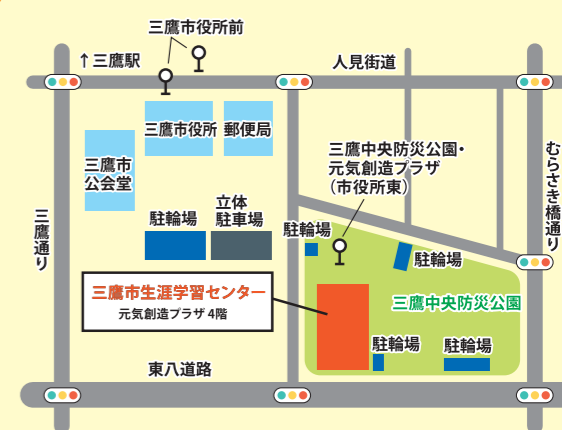 三鷹市役所前
↑三鷹駅
人見街道
三鷹市役所
郵便局
三鷹市
公会堂
三鷹中央防災公園・
元気創造プラザ
（市役所東）
むらさき橋通り
三鷹通り
駐輪場
立体
駐車場
駐輪場
駐輪場
三鷹市生涯学習センター
元気創造プラザ 4階
三鷹中央防災公園
駐輪場
駐輪場
東八道路